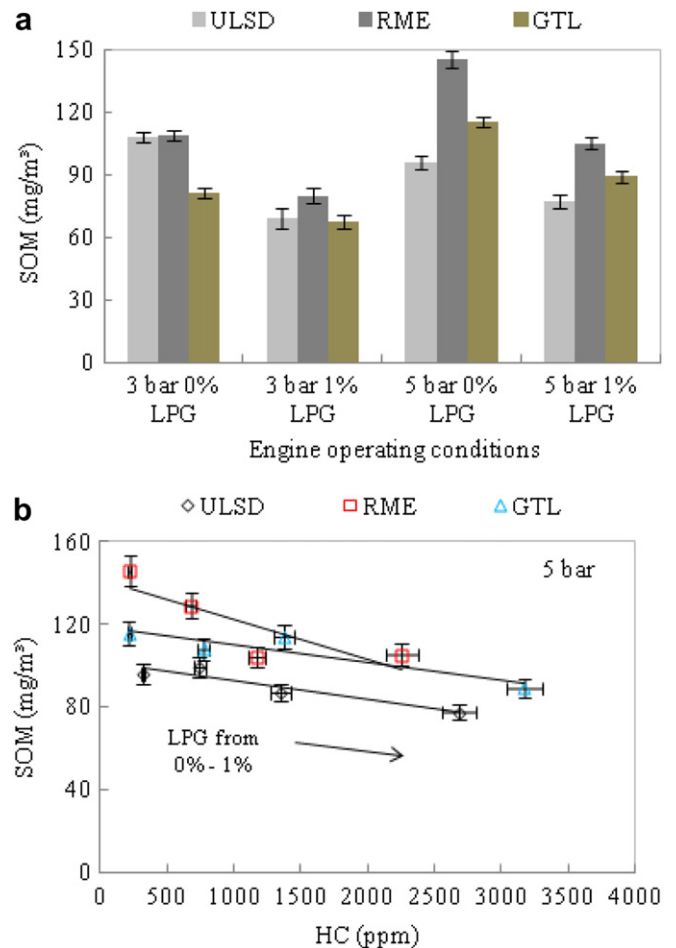 a
ULSD RME GTL
150
120
90
60
30
0
SOM (mg/m³)
3 bar 0% 3 bar 1% 5 bar 0% 5 bar 1%
LPG LPG LPG LPG
Engine operating conditions
b
ULSD RME GTL
160
120
80
40
0
SOM (mg/m³)
5 bar
LPG from
0% - 1%
0 500 1000 1500 2000 2500 3000 3500 4000
HC (ppm)